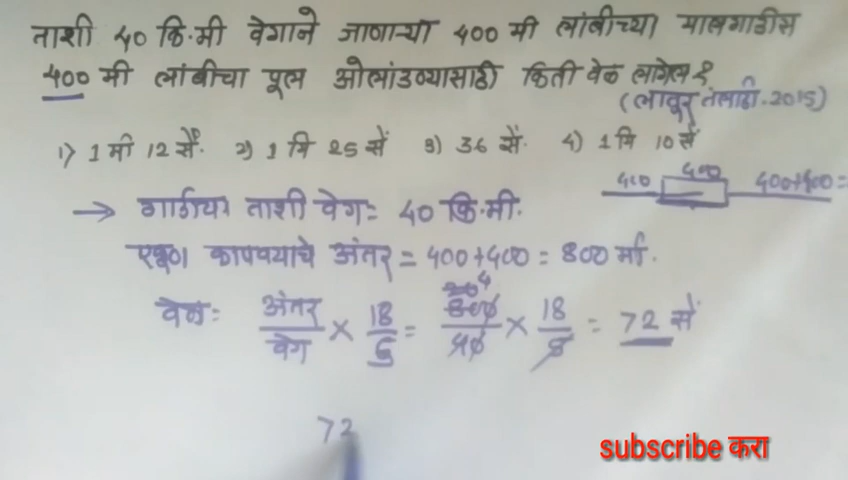 ताशी 40 कि.मी वेगाने जाणाऱ्या 400 मी लांबीच्या मालगाडीस
400 मी लांबीचा पूल ओलांडण्यासाठी किती वेळ लागेल ?
(लातूर तलाठी-2015)
1) 1 मी 12 सें. 2) 1 मि 25 सें 3) 36 सें. 4) 1 मि 10 सें
400 400 400+400=
→ गाडीचा ताशी वेग = 40 कि.मी.
एकूण कापवयाचे अंतर = 400+400 = 800 मी.
वेळ = अंतर/वेग × 18/5 = 800/40 × 18/5 = 72 सें
72
subscribe करा